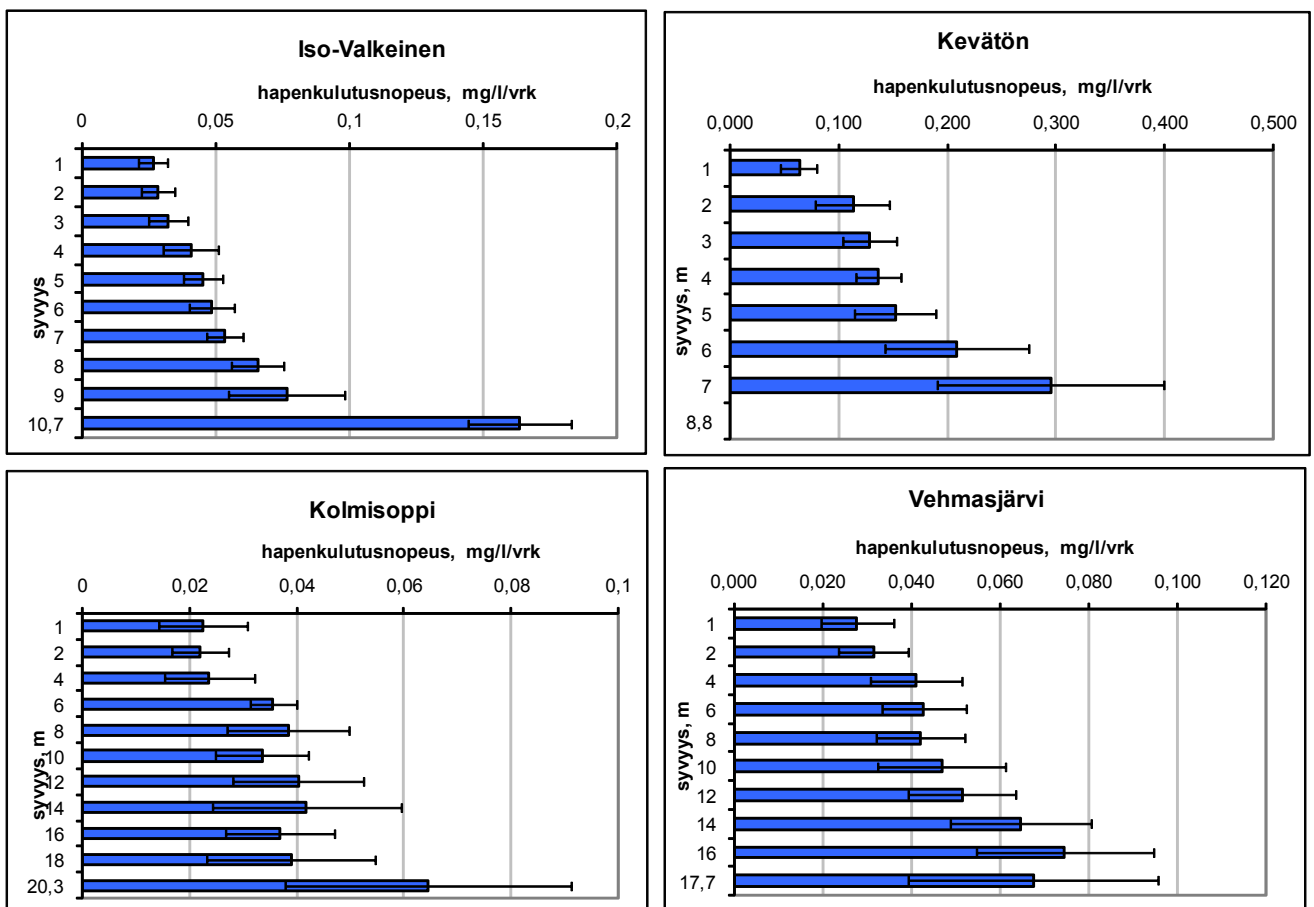 Iso-Valkeinen
hapenkulutusnopeus, mg/l/vrk
0 0,05 0,1 0,15 0,2
syvyys
1
2
3
4
5
6
7
8
9
10,7
Kevätön
hapenkulutusnopeus, mg/l/vrk
0,000 0,100 0,200 0,300 0,400 0,500
syvyys, m
1
2
3
4
5
6
7
8,8
Kolmisoppi
hapenkulutusnopeus, mg/l/vrk
0 0,02 0,04 0,06 0,08 0,1
syvyys, m
1
2
4
6
8
10
12
14
16
18
20,3
Vehmasjärvi
hapenkulutusnopeus, mg/l/vrk
0,000 0,020 0,040 0,060 0,080 0,100 0,120
syvyys, m
1
2
4
6
8
10
12
14
16
17,7